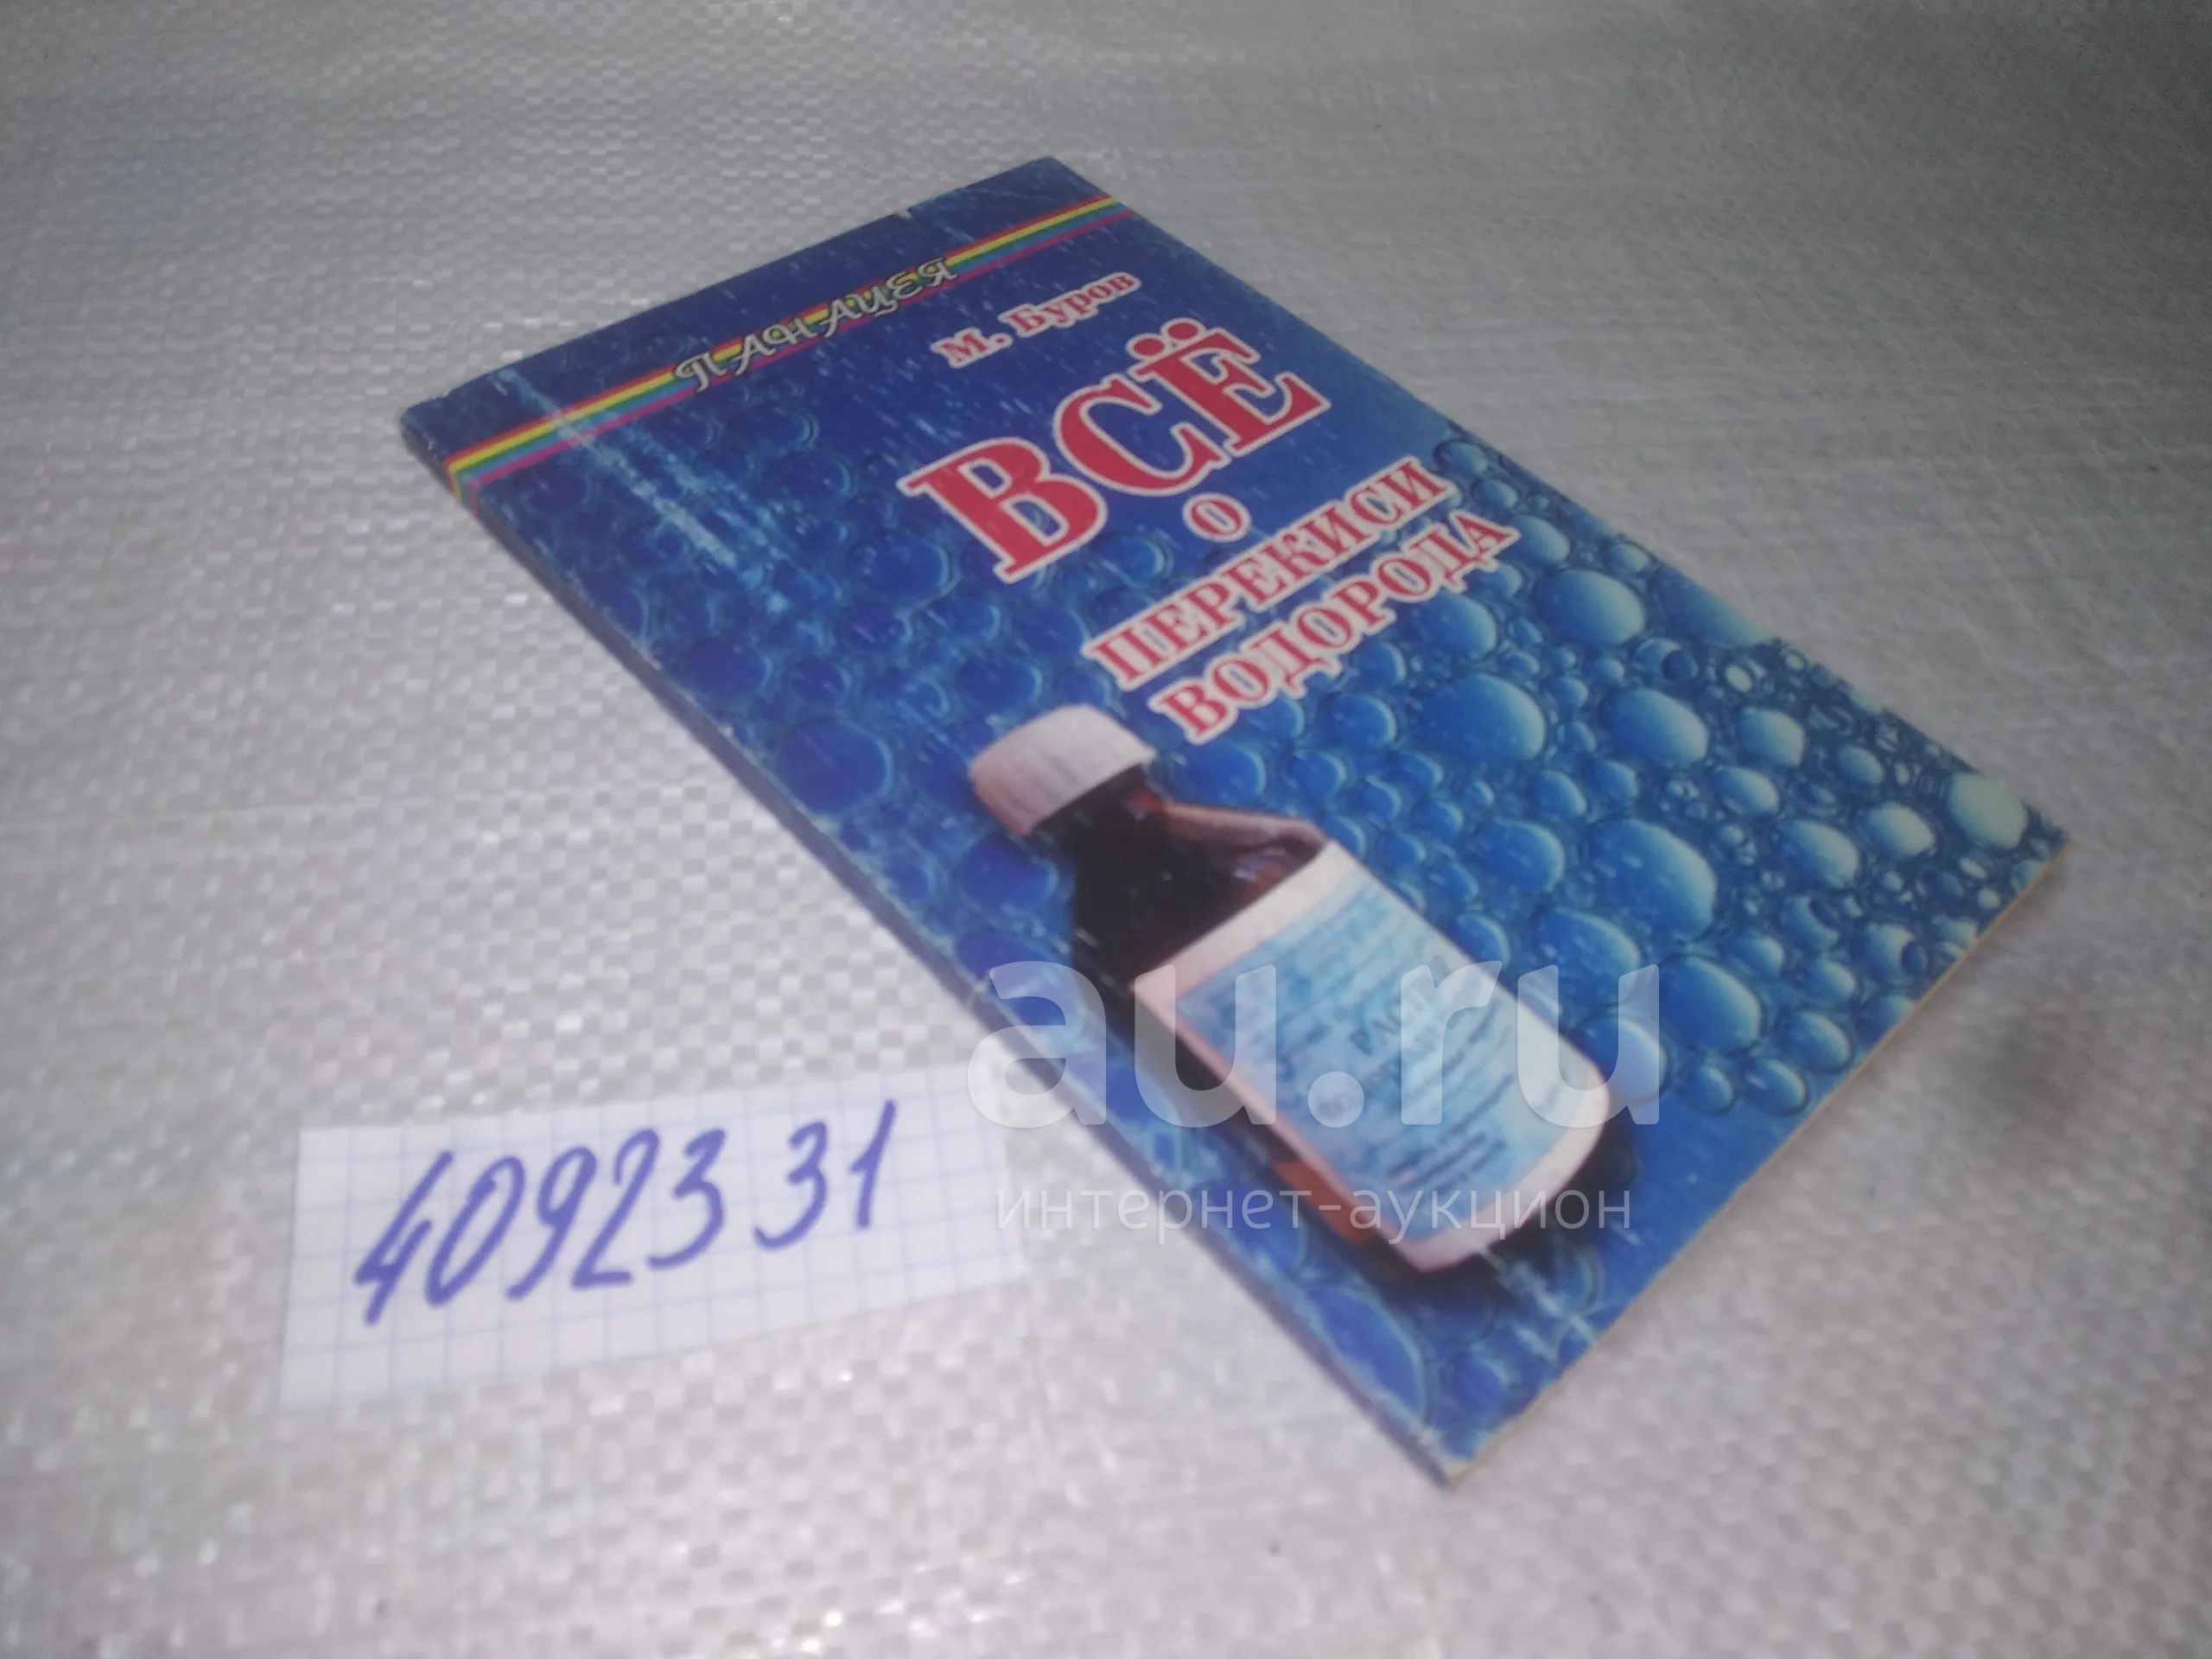 ПАНАЦЕЯ
М. Буров
ВСЁ
О
ПЕРЕКИСИ
ВОДОРОДА
au.ru
интернет-аукцион
4092331